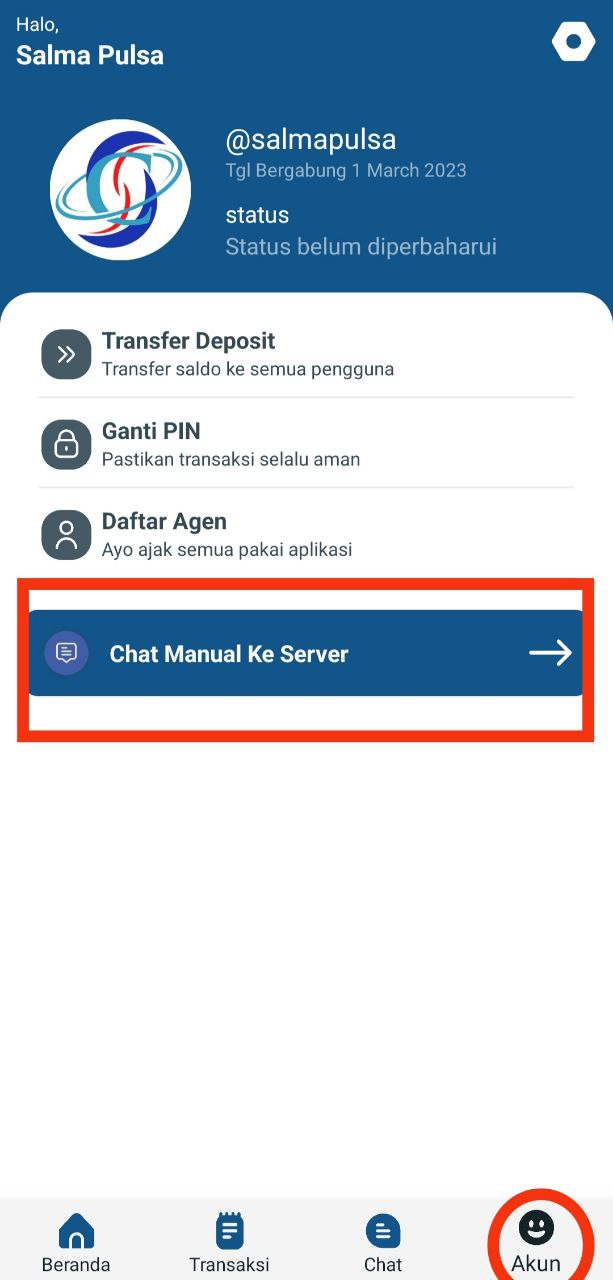 Halo,
Salma Pulsa
@salmapulsa
Tgl Bergabung 1 March 2023
status
Status belum diperbaharui
Transfer Deposit
Transfer saldo ke semua pengguna
Ganti PIN
Pastikan transaksi selalu aman
Daftar Agen
Ayo ajak semua pakai aplikasi
Chat Manual Ke Server
Beranda
Transaksi
Chat
Akun